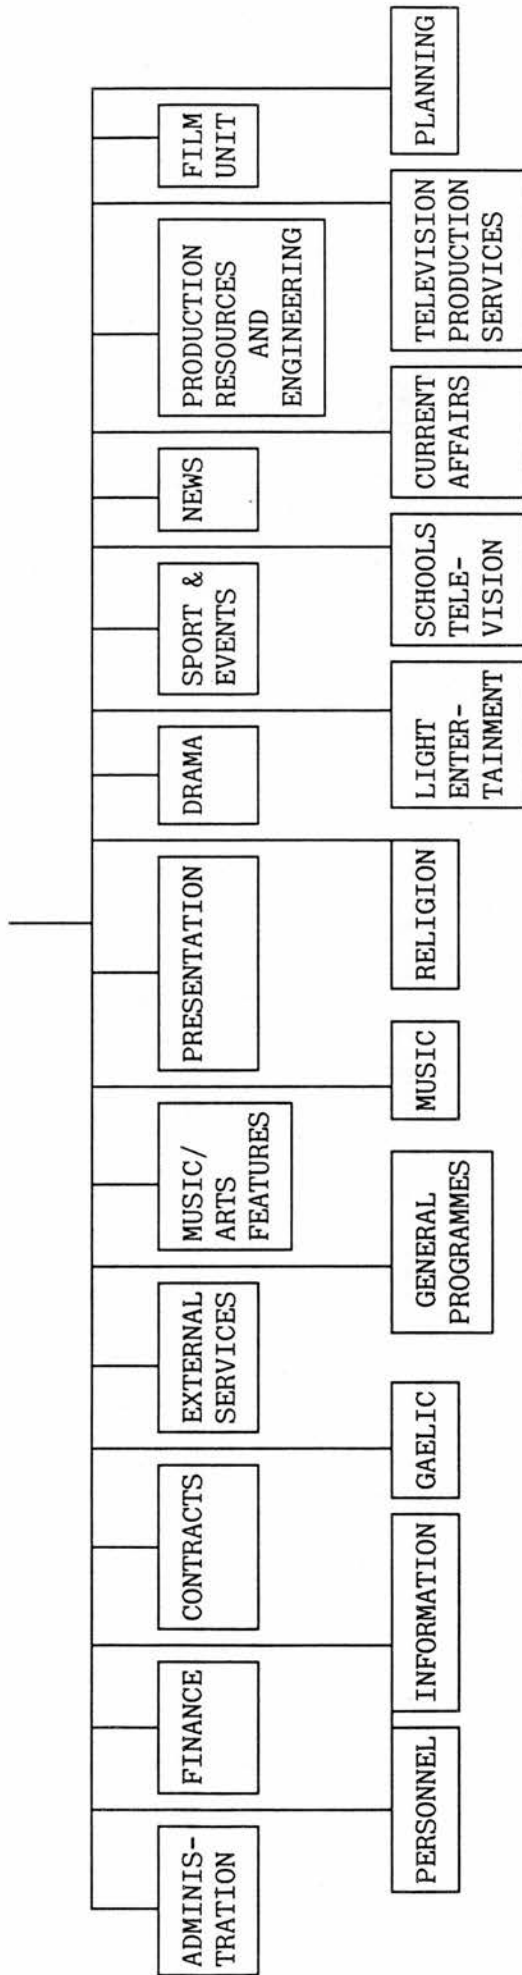 ADMINIS-
TRATION
FINANCE
CONTRACTS
EXTERNAL
SERVICES
MUSIC/
ARTS
FEATURES
PRESENTATION
DRAMA
SPORT &
EVENTS
NEWS
PRODUCTION
RESOURCES
AND
ENGINEERING
FILM
UNIT
PERSONNEL
INFORMATION
GAELIC
GENERAL
PROGRAMMES
MUSIC
RELIGION
LIGHT
ENTER-
TAINMENT
SCHOOLS
TELE-
VISION
CURRENT
AFFAIRS
TELEVISION
PRODUCTION
SERVICES
PLANNING